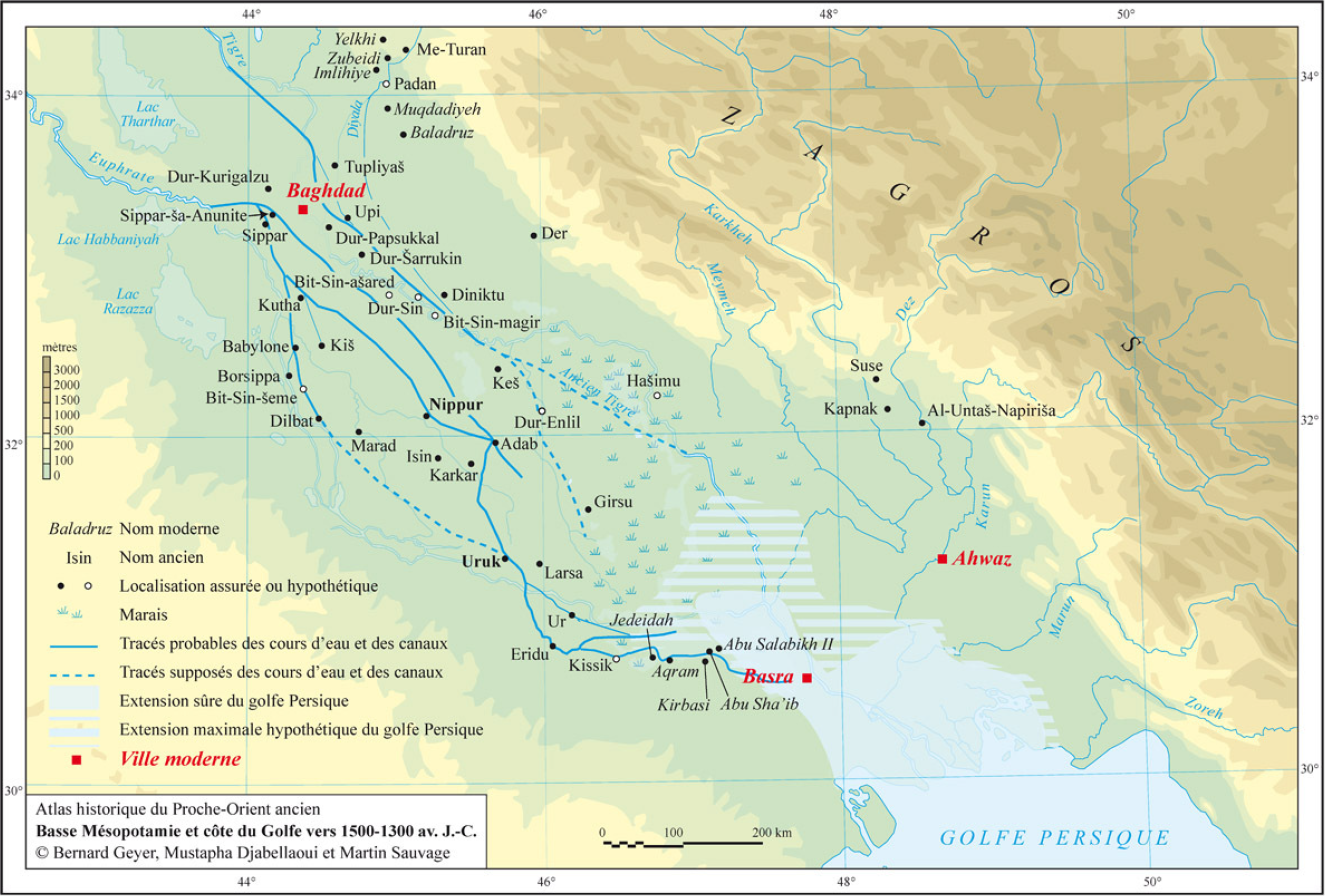 44°
46°
48°
50°
34°
34°
32°
32°
30°
30°
44°
46°
48°
50°
Tigre
Yelkhi
Zubeidi
Imlihiye
Me-Turan
Padan
Diyala
Muqdadiyeh
Baladruz
Lac
Tharthar
Euphrate
Tupliyaš
Dur-Kurigalzu
Baghdad
Sippar-ša-Anunite
Sippar
Upi
Dur-Papsukkal
Dur-Šarrukin
Der
Lac Habbaniyah
Lac
Razazza
Bit-Sin-ašared
Dur-Sin
Diniktu
Bit-Sin-magir
Kutha
Babylone
Kiš
Borsippa
Bit-Sin-šeme
Dilbat
Marad
Nippur
Isin
Karkar
Adab
Keš
Dur-Enlil
Ancien Tigre
Hašimu
Girsu
Uruk
Larsa
Ur
Eridu
Kissik
Jedeidah
Aqram
Kirbasi
Abu Salabikh II
Abu Sha’ib
Basra
ZAGROS
Karkheh
Meymeh
Dez
Suse
Kapnak
Al-Untaš-Napiriša
Karun
Ahwaz
Marun
Zoreh
GOLFE PERSIQUE
mètres
3000
2000
1500
1000
500
200
100
0
Baladruz Nom moderne
Isin Nom ancien
Localisation assurée ou hypothétique
Marais
Tracés probables des cours d’eau et des canaux
Tracés supposés des cours d’eau et des canaux
Extension sûre du golfe Persique
Extension maximale hypothétique du golfe Persique
Ville moderne
Atlas historique du Proche-Orient ancien
Basse Mésopotamie et côte du Golfe vers 1500-1300 av. J.-C.
© Bernard Geyer, Mustapha Djabellaoui et Martin Sauvage
0 100 200 km